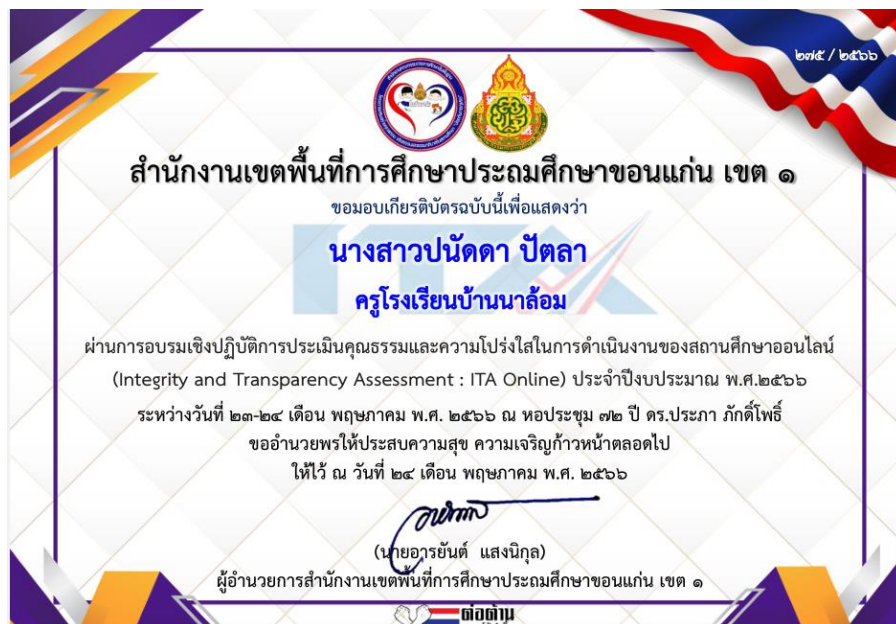 ๒๗๕ / ๒๕๖๖
สำนักงานเขตพื้นที่การศึกษาประถมศึกษาขอนแก่น เขต ๑
ขอมอบเกียรติบัตรฉบับนี้เพื่อแสดงว่า
ITA
นางสาวปนัดดา ปัตลา
ครูโรงเรียนบ้านนาล้อม
ผ่านการอบรมเชิงปฏิบัติการประเมินคุณธรรมและความโปร่งใสในการดำเนินงานของสถานศึกษาออนไลน์
(Integrity and Transparency Assessment : ITA Online) ประจำปีงบประมาณ พ.ศ.๒๕๖๖
ระหว่างวันที่ ๒๓-๒๔ เดือน พฤษภาคม พ.ศ. ๒๕๖๖ ณ หอประชุม ๗๒ ปี ดร.ประภา ภักดิ์โพธิ์
ขออำนวยพรให้ประสบความสุข ความเจริญก้าวหน้าตลอดไป
ให้ไว้ ณ วันที่ ๒๔ เดือน พฤษภาคม พ.ศ. ๒๕๖๖
(นายอารยันต์ แสงนิกุล)
ผู้อำนวยการสำนักงานเขตพื้นที่การศึกษาประถมศึกษาขอนแก่น เขต ๑
ต่อต้าน